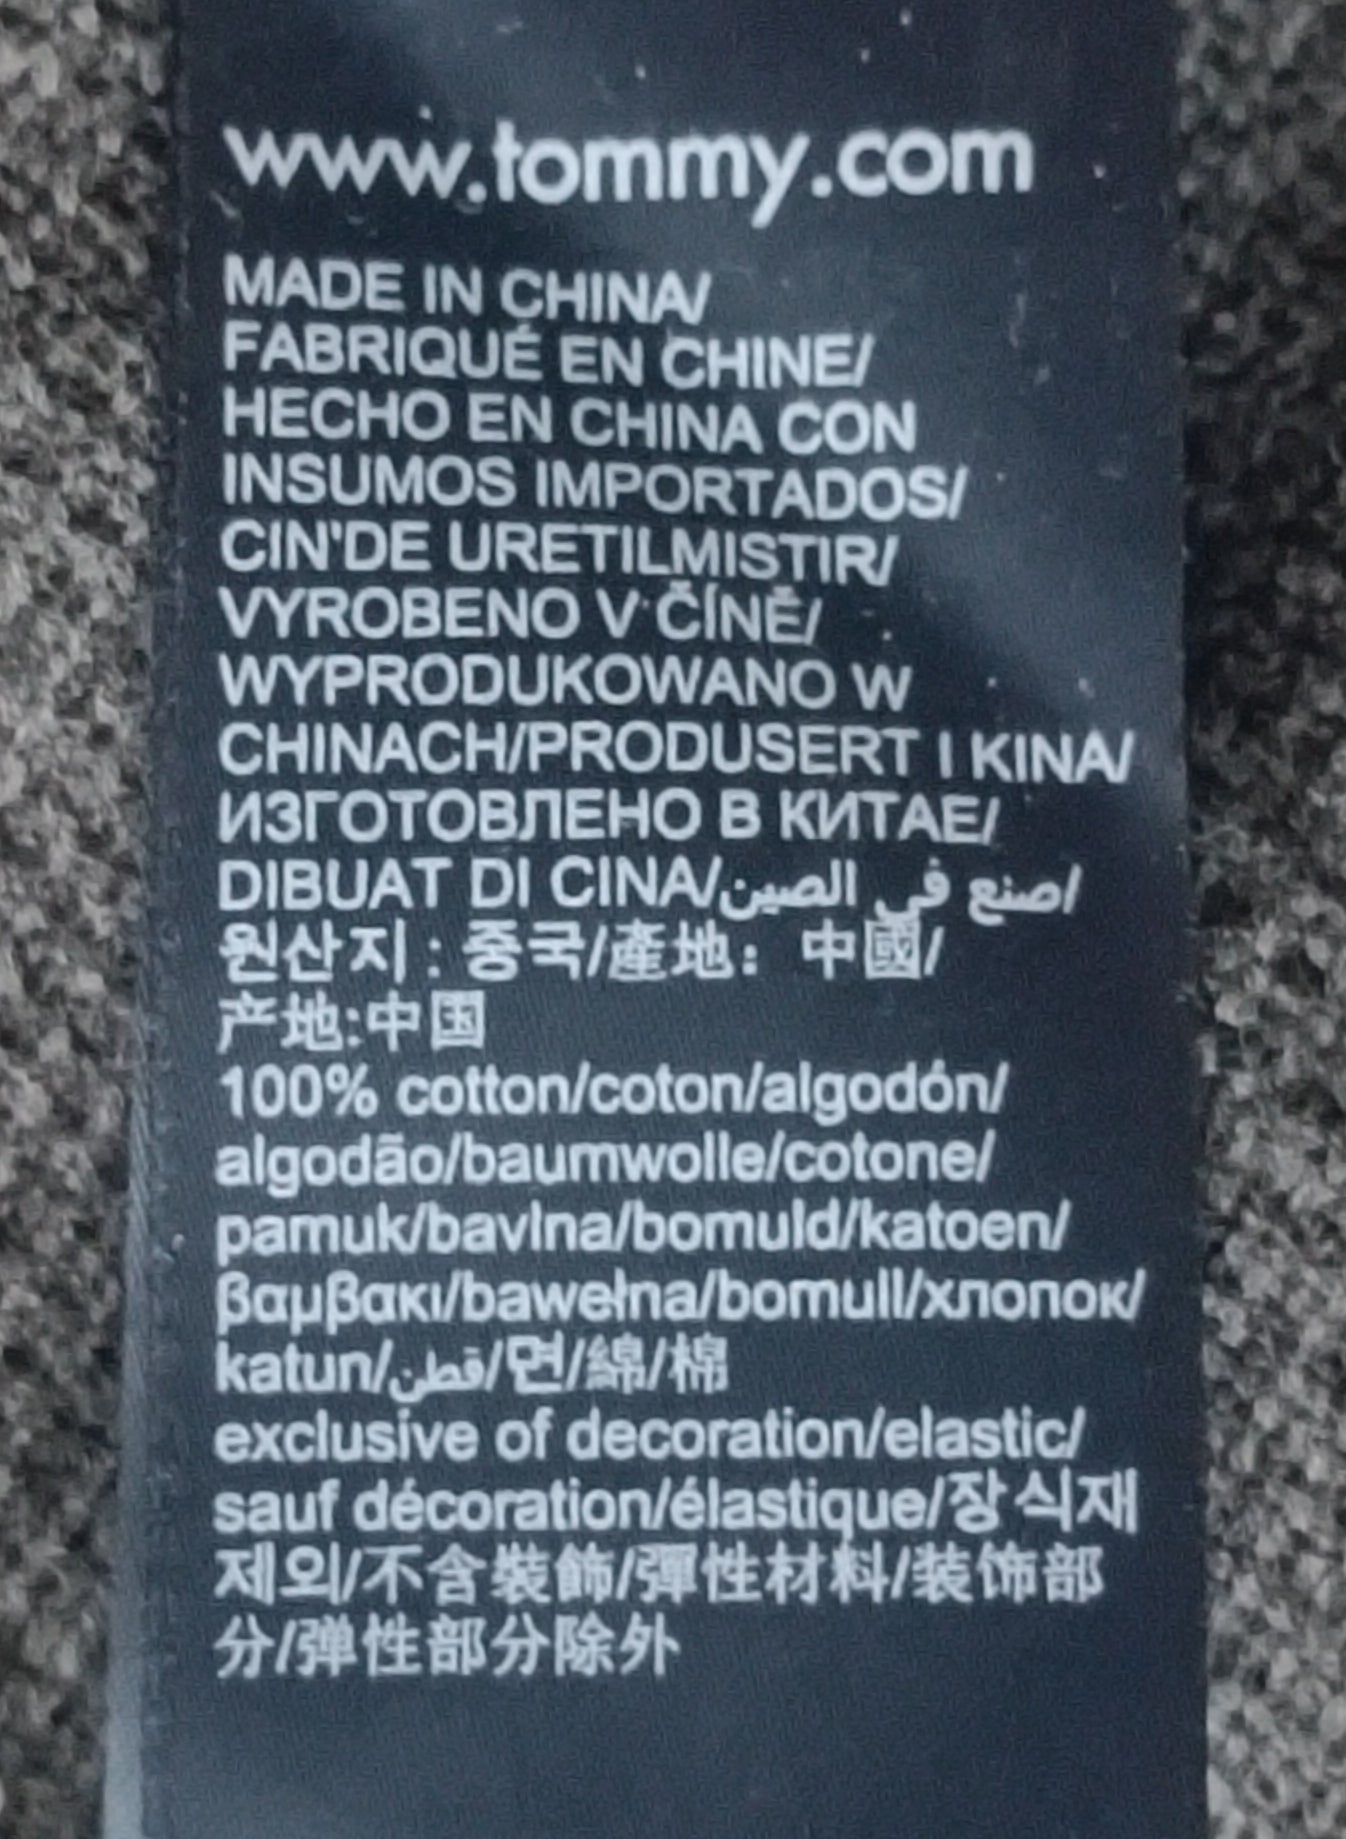 www.tommy.com
MADE IN CHINA/
FABRIQUÉ EN CHINE/
HECHO EN CHINA CON
INSUMOS IMPORTADOS/
CIN'DE URETILMISTIR/
VYROBENO V ČÍNĚ/
WYPRODUKOWANO W
CHINACH/PRODUSERT I KINA/
ИЗГОТОВЛЕНО В КИТАЕ/
DIBUAT DI CINA/صنع في الصين/
원산지 : 중국/產地：中國/
产地:中国
100% cotton/coton/algodón/
algodão/baumwolle/cotone/
pamuk/bavlna/bomuld/katoen/
βαμβακι/bawełna/bomull/хлопок/
katun/قطن/면/綿/棉
exclusive of decoration/elastic/
sauf décoration/élastique/장식재
제외/不含裝飾/彈性材料/装饰部
分/弹性部分除外